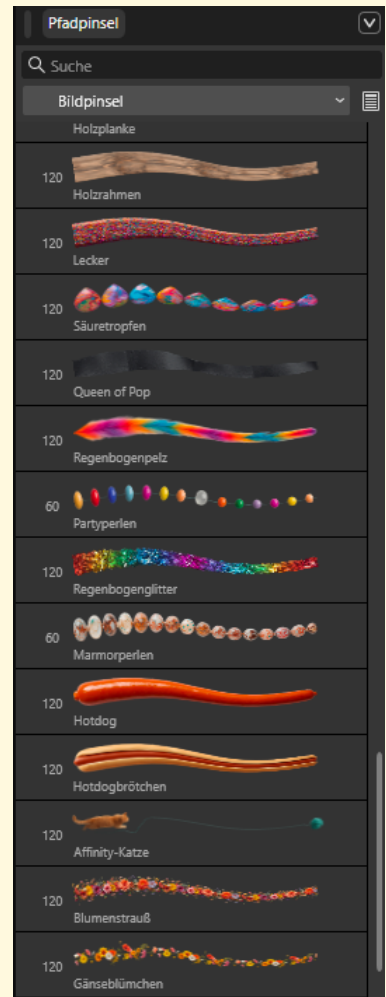 Pfadpinsel
Suche
Bildpinsel
Holzplanke
120
Holzrahmen
120
Lecker
120
Säuretropfen
120
Queen of Pop
120
Regenbogenpelz
60
Partyperlen
120
Regenbogenglitter
60
Marmorperlen
120
Hotdog
120
Hotdogbrötchen
120
Affinity-Katze
120
Blumenstrauß
120
Gänseblümchen